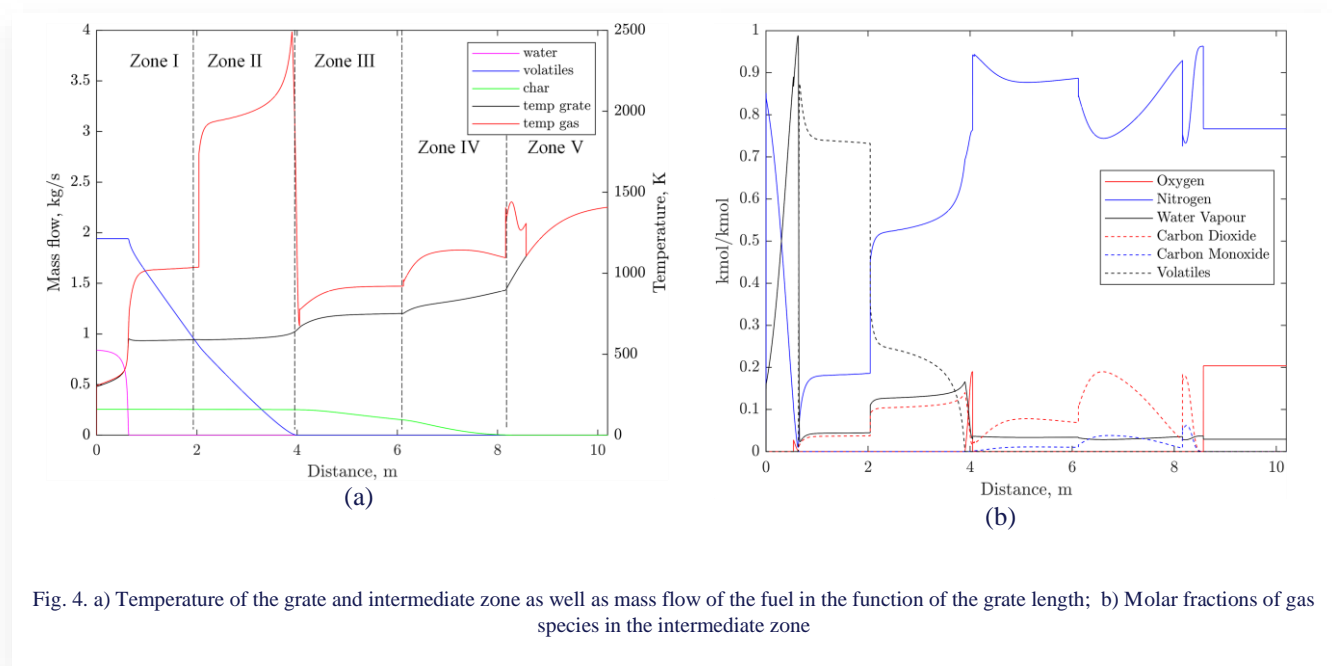 4
3.5
3
2.5
2
1.5
1
0.5
0
Mass flow, kg/s
Zone I
Zone II
Zone III
Zone IV
Zone V
water
volatiles
char
temp grate
temp gas
2500
2000
1500
1000
500
0
Temperature, K
0 2 4 6 8 10
Distance, m
(a)
1
0.9
0.8
0.7
0.6
0.5
0.4
0.3
0.2
0.1
0
kmol/kmol
Oxygen
Nitrogen
Water Vapour
Carbon Dioxide
Carbon Monoxide
Volatiles
0 2 4 6 8 10
Distance, m
(b)
Fig. 4. a) Temperature of the grate and intermediate zone as well as mass flow of the fuel in the function of the grate length; b) Molar fractions of gas
species in the intermediate zone